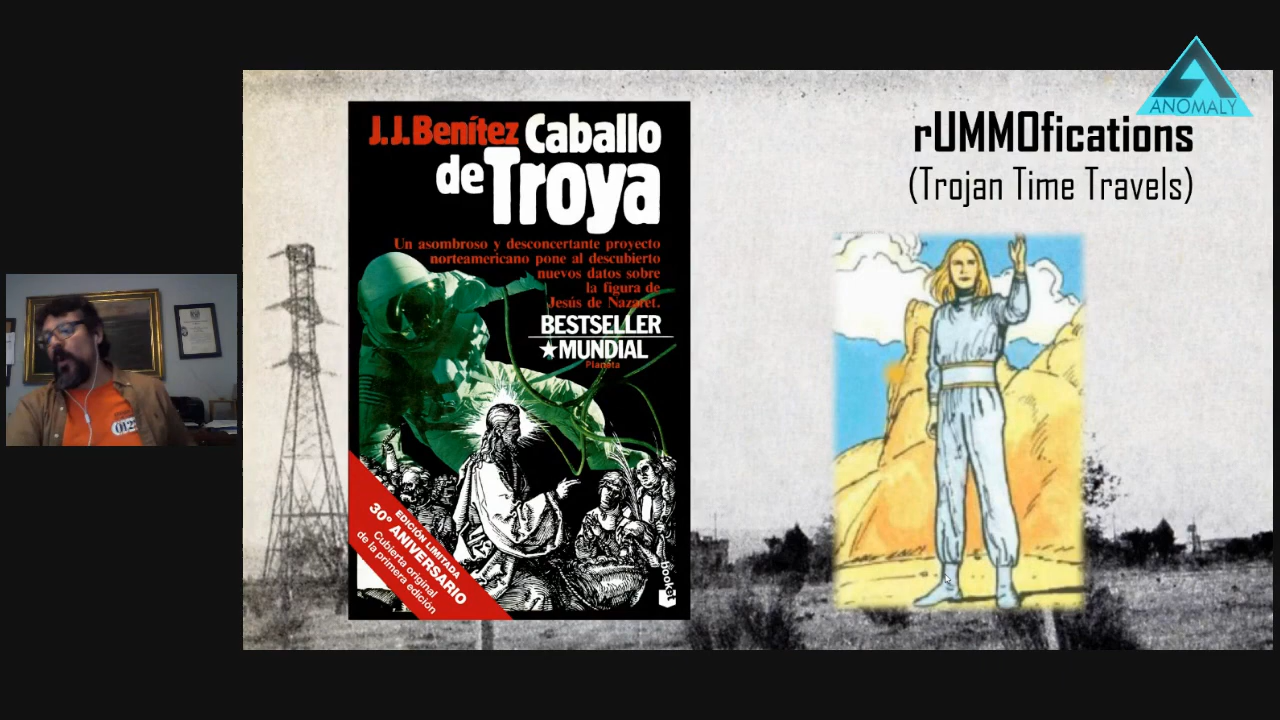 ANOMALY
rUMMOfications
(Trojan Time Travels)
J.J. Benítez Caballo
de Troya
Un asombroso y desconcertante proyecto
norteamericano pone al descubierto
nuevos datos sobre
la figura de
Jesús de Nazaret.
BESTSELLER
★MUNDIAL
Planeta
EDICIÓN LIMITADA
30º ANIVERSARIO
Cubierta original
de la primera edición
booket
012